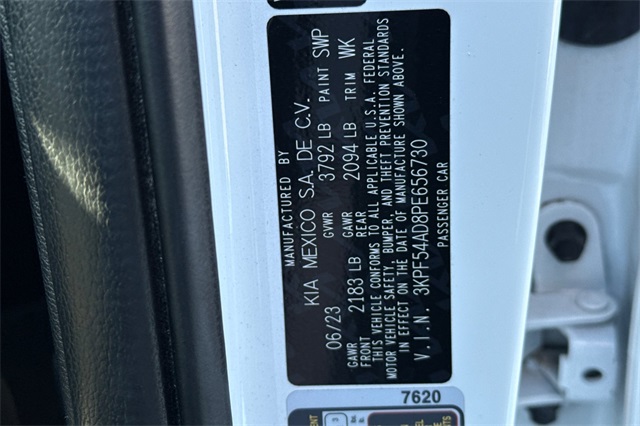 MANUFACTURED BY
KIA MEXICO S.A. DE C.V.
06/23 GVWR 3792 LB PAINT SWP
GAWR FRONT 2183 LB GAWR REAR 2094 LB TRIM WK
THIS VEHICLE CONFORMS TO ALL APPLICABLE U.S.A. FEDERAL
MOTOR VEHICLE SAFETY, BUMPER, AND THEFT PREVENTION STANDARDS
IN EFFECT ON THE DATE OF MANUFACTURE SHOWN ABOVE.
V.I.N. 3KPF54AD8PE656730
PASSENGER CAR
7620